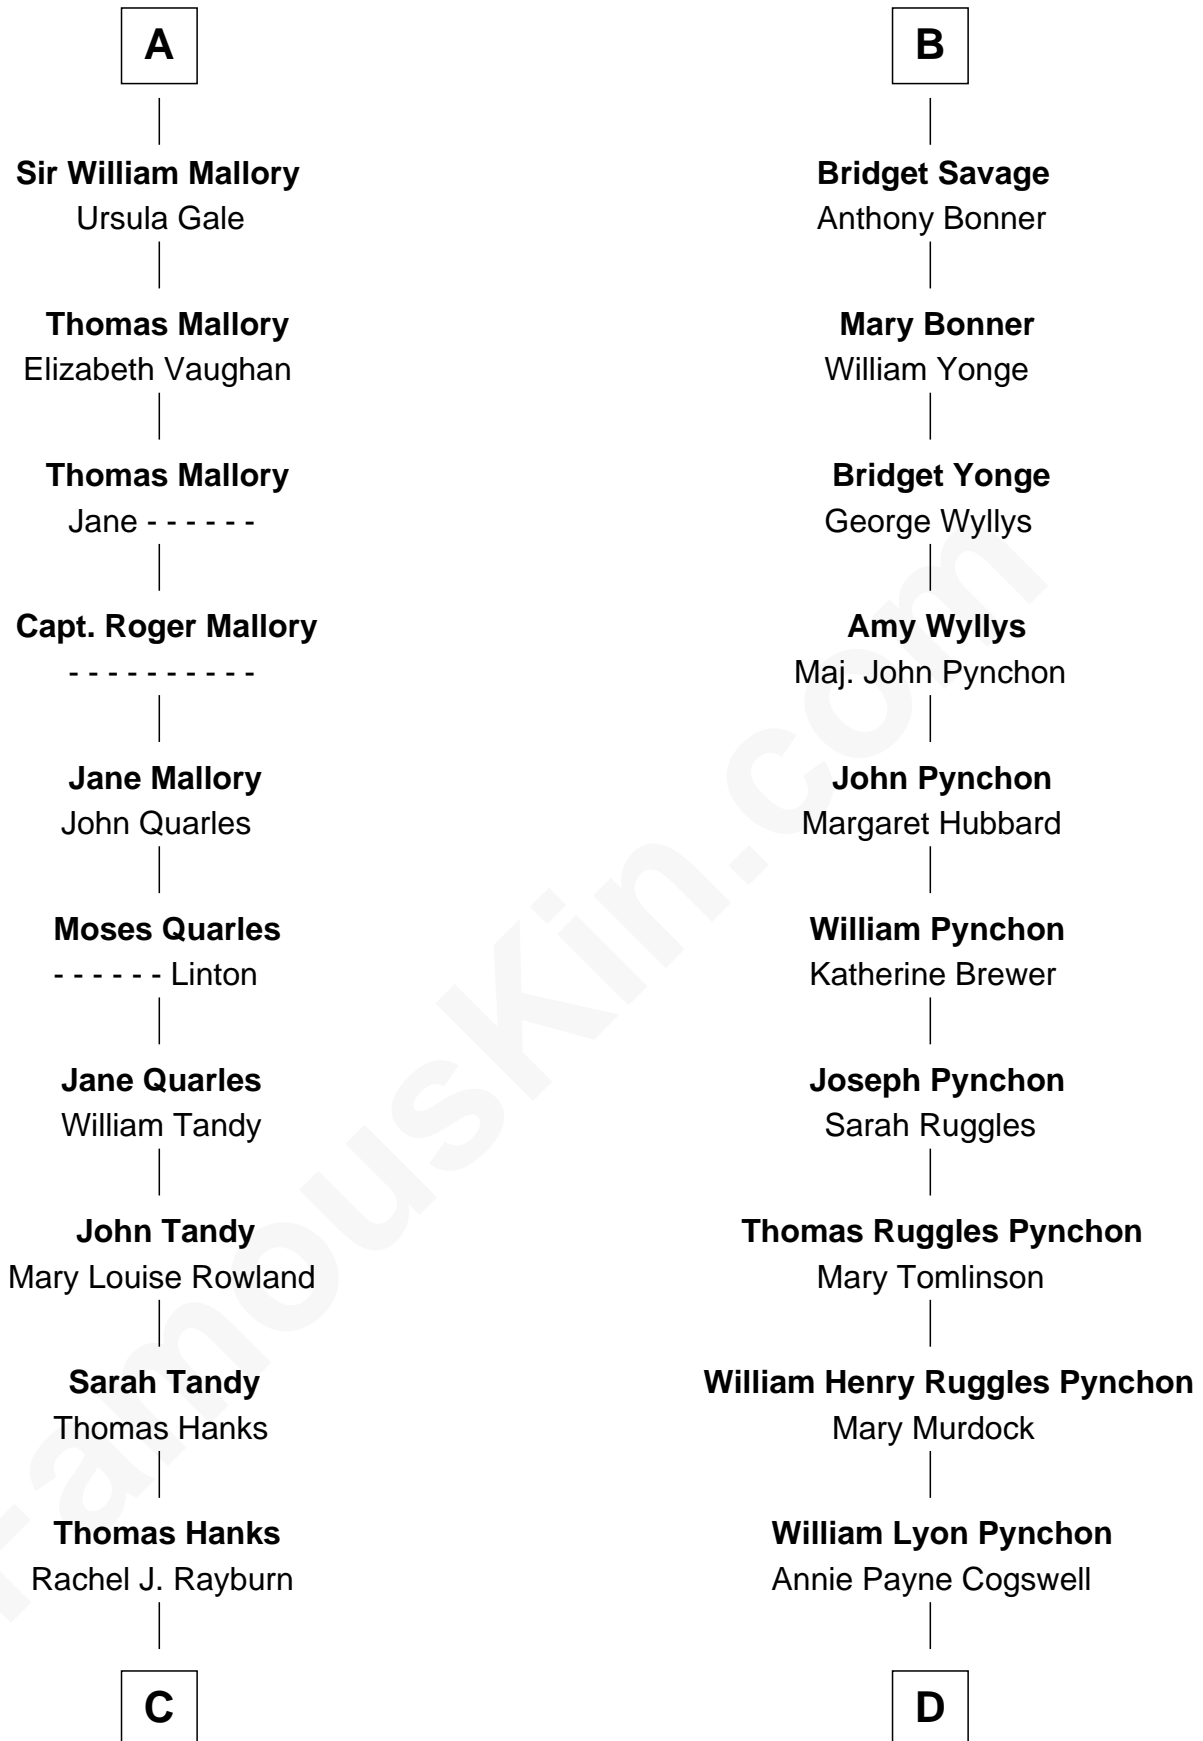 A
Sir William Mallory
Ursula Gale
Thomas Mallory
Elizabeth Vaughan
Thomas Mallory
Jane - - - - - -
Capt. Roger Mallory
- - - - - - - - - -
Jane Mallory
John Quarles
Moses Quarles
- - - - - - Linton
Jane Quarles
William Tandy
John Tandy
Mary Louise Rowland
Sarah Tandy
Thomas Hanks
Thomas Hanks
Rachel J. Rayburn
C
B
Bridget Savage
Anthony Bonner
Mary Bonner
William Yonge
Bridget Yonge
George Wyllys
Amy Wyllys
Maj. John Pynchon
John Pynchon
Margaret Hubbard
William Pynchon
Katherine Brewer
Joseph Pynchon
Sarah Ruggles
Thomas Ruggles Pynchon
Mary Tomlinson
William Henry Ruggles Pynchon
Mary Murdock
William Lyon Pynchon
Annie Payne Cogswell
D
FamousKin.com